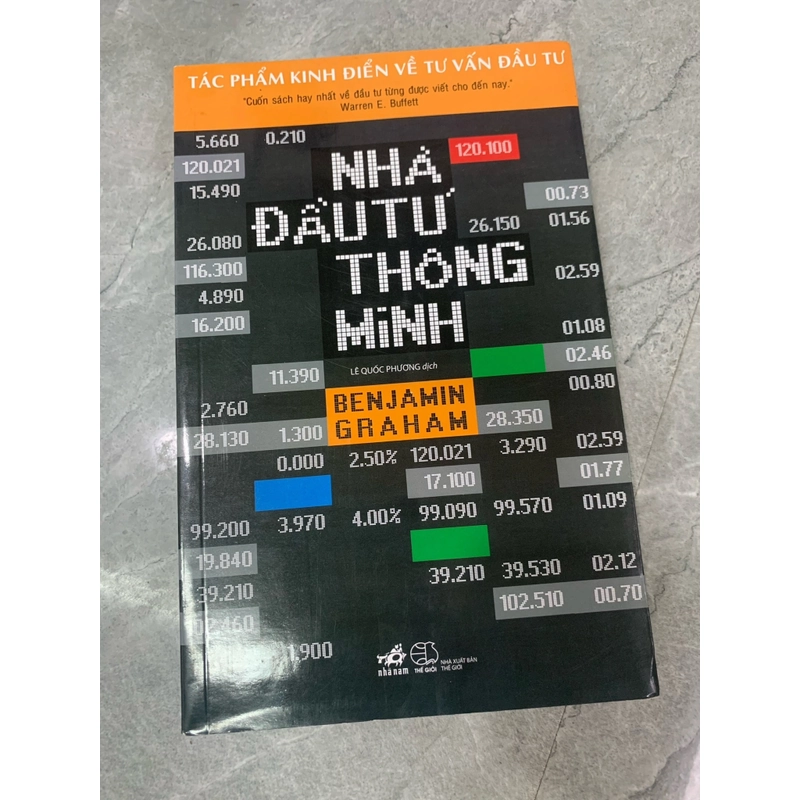 TÁC PHẨM KINH ĐIỂN VỀ TƯ VẤN ĐẦU TƯ
"Cuốn sách hay nhất về đầu tư từng được viết cho đến nay."
Warren E. Buffett
5.660 0.210
120.021
15.490
NHÀ 120.100
00.73
ĐẦU TƯ 26.150 01.56
26.080
116.300 THÔNG 02.59
4.890
16.200 MINH 01.08
LÊ QUỐC PHƯƠNG dịch 02.46
11.390 00.80
BENJAMIN
2.760
GRAHAM 28.350
28.130 1.300
0.000 2.50% 120.021 3.290 02.59
17.100 01.77
99.200 3.970 4.00% 99.090 99.570 01.09
19.840
39.210 39.530 02.12
39.210
102.510 00.70
102.460
1,900
nhã nam THẾ GIỚI NHÀ XUẤT BẢN
THẾ GIỚI